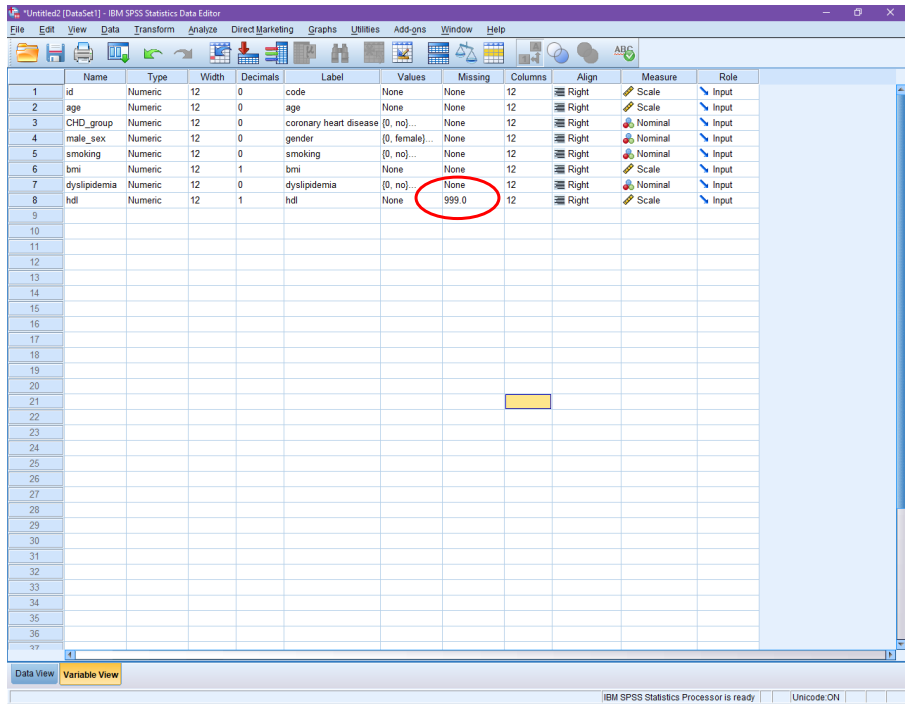 *Untitled2 [DataSet1] - IBM SPSS Statistics Data Editor
File Edit View Data Transform Analyze Direct Marketing Graphs Utilities Add-ons Window Help
Name Type Width Decimals Label Values Missing Columns Align Measure Role
1 id Numeric 12 0 code None None 12 Right Scale Input
2 age Numeric 12 0 age None None 12 Right Scale Input
3 CHD_group Numeric 12 0 coronary heart disease {0, no}... None 12 Right Nominal Input
4 male_sex Numeric 12 0 gender {0, female}... None 12 Right Nominal Input
5 smoking Numeric 12 0 smoking {0, no}... None 12 Right Nominal Input
6 bmi Numeric 12 1 bmi None None 12 Right Scale Input
7 dyslipidemia Numeric 12 0 dyslipidemia {0, no}... None 12 Right Nominal Input
8 hdl Numeric 12 1 hdl None 999.0 12 Right Scale Input
9
10
11
12
13
14
15
16
17
18
19
20
21
22
23
24
25
26
27
28
29
30
31
32
33
34
35
36
37
Data View Variable View
IBM SPSS Statistics Processor is ready Unicode:ON